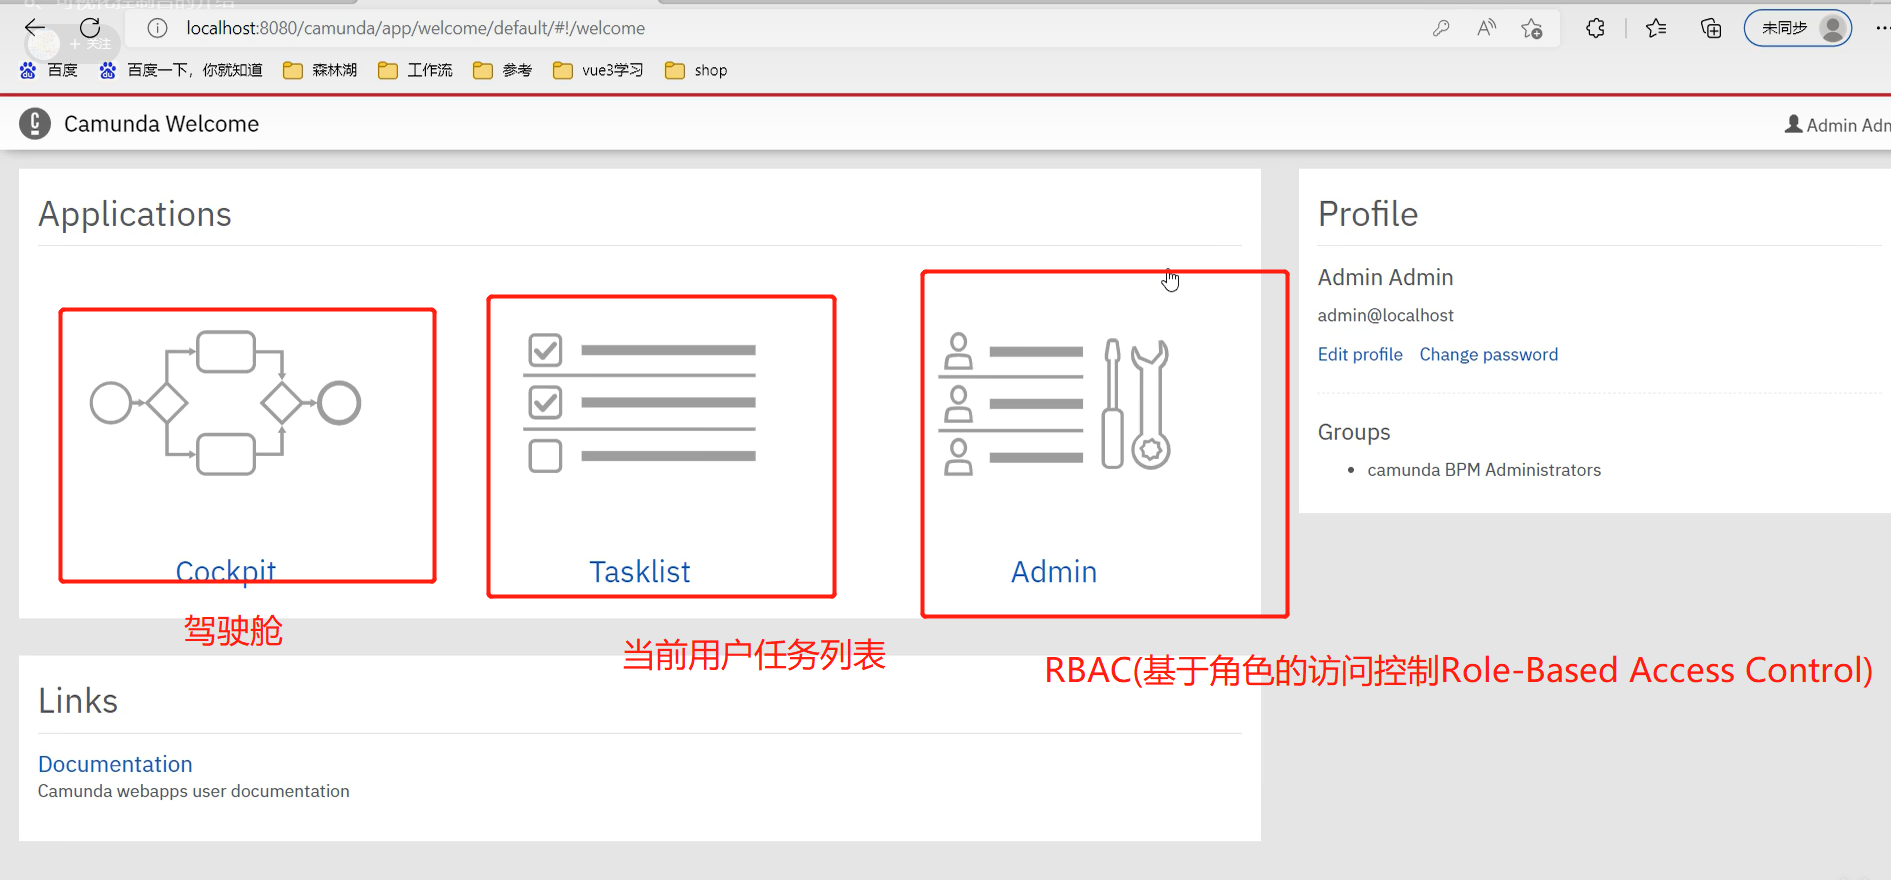 localhost:8080/camunda/app/welcome/default/#!/welcome
未同步
+ 关注
百度
百度一下，你就知道
森林湖
工作流
参考
vue3学习
shop
Camunda Welcome
Admin Adm
Applications
Cockpit
Tasklist
Admin
驾驶舱
当前用户任务列表
RBAC(基于角色的访问控制Role-Based Access Control)
Profile
Admin Admin
admin@localhost
Edit profile Change password
Groups
• camunda BPM Administrators
Links
Documentation
Camunda webapps user documentation